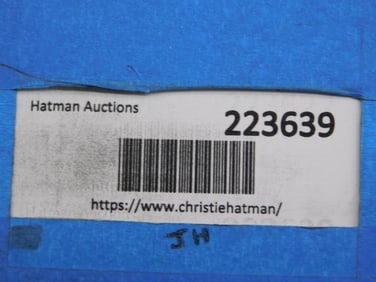 Hatman Auctions
223639
https://www.christiehatman/
JH